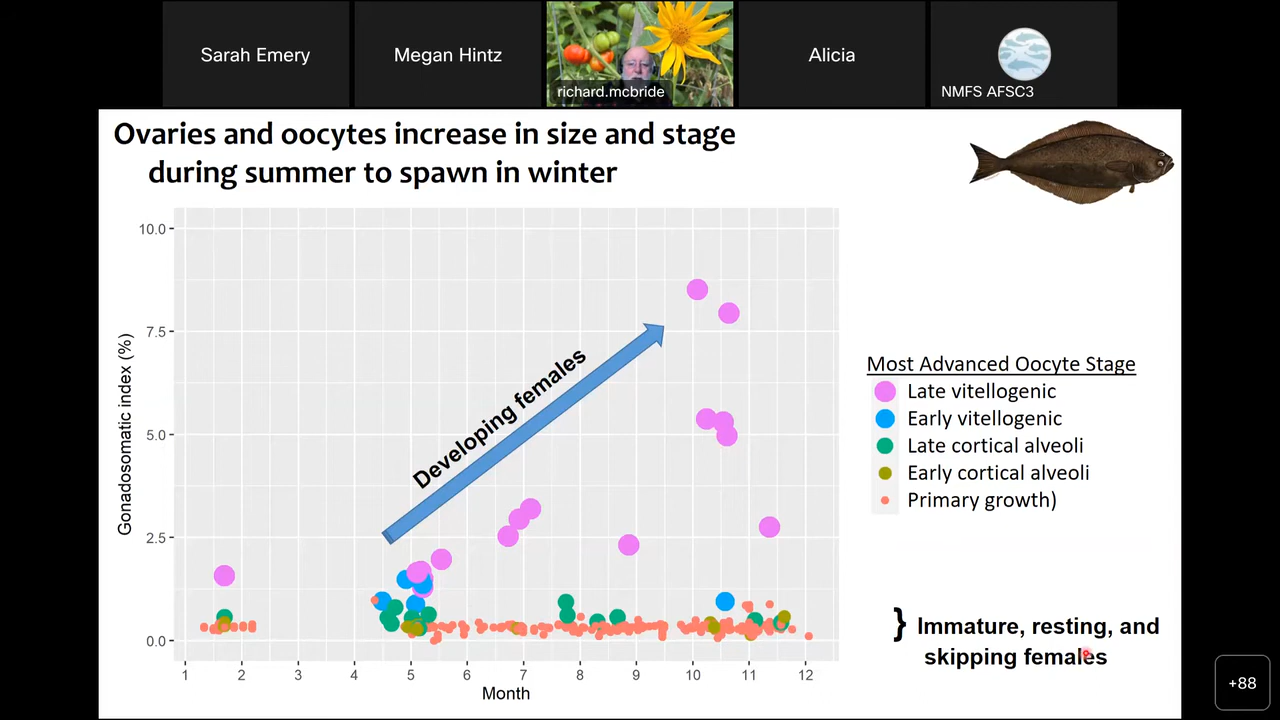 Sarah Emery
Megan Hintz
richard.mcbride
Alicia
NMFS AFSC3
Ovaries and oocytes increase in size and stage
during summer to spawn in winter
10.0
7.5
5.0
2.5
0.0
Gonadosomatic index (%)
Developing females
1 2 3 4 5 6 7 8 9 10 11 12
Month
Most Advanced Oocyte Stage
Late vitellogenic
Early vitellogenic
Late cortical alveoli
Early cortical alveoli
Primary growth)
} Immature, resting, and
skipping females
+88